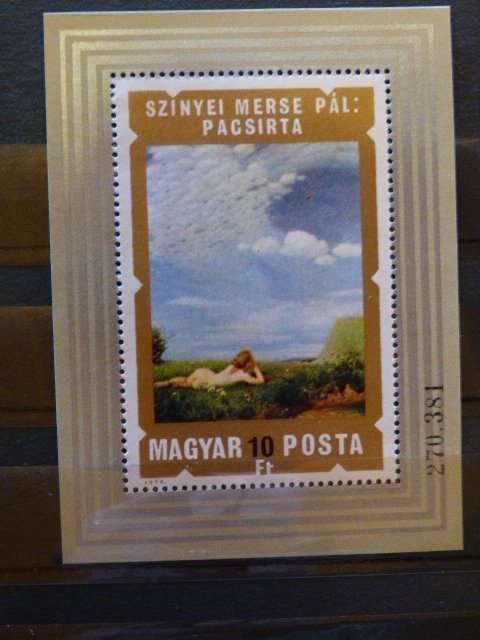 SZINYEI MERSE PÁL:
PACSIRTA
MAGYAR 10 POSTA
Ft
270.381